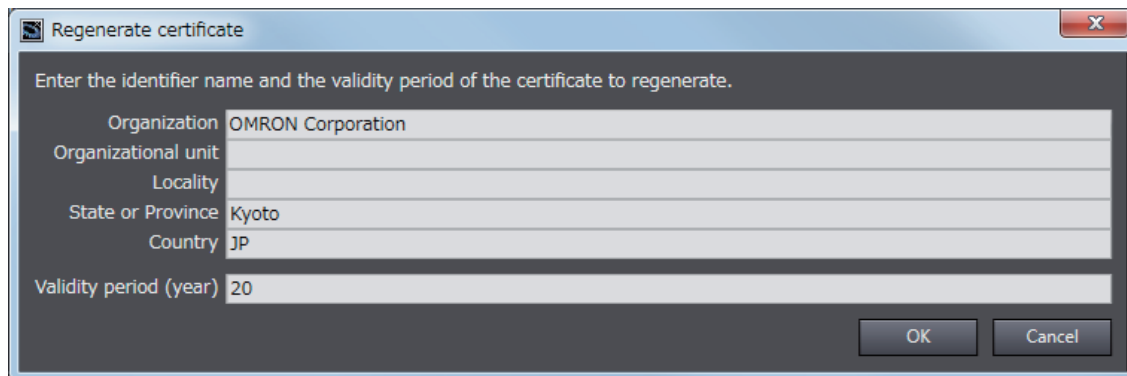 Regenerate certificate
Enter the identifier name and the validity period of the certificate to regenerate.
Organization OMRON Corporation
Organizational unit
Locality
State or Province Kyoto
Country JP
Validity period (year) 20
OK Cancel